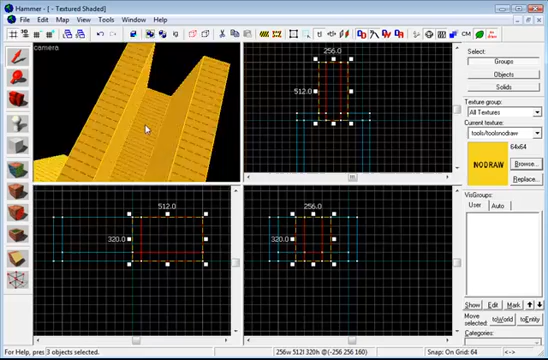 Hammer - [ - Textured Shaded]
File Edit Map View Tools Instancing Window Help
camera
256.0
512.0
512.0
320.0
256.0
320.0
Select:
Groups
Objects
Solids
Texture group:
All Textures
Current texture:
tools/toolsnodraw
64x64
NODRAW
Browse...
Replace...
VisGroups:
User Auto
Show Edit Mark
Move selected: toWorld toEntity
Categories:
For Help, pres 3 objects selected.
256w 512l 320h @(-256 256 160)
Snap: On Grid: 64
<->